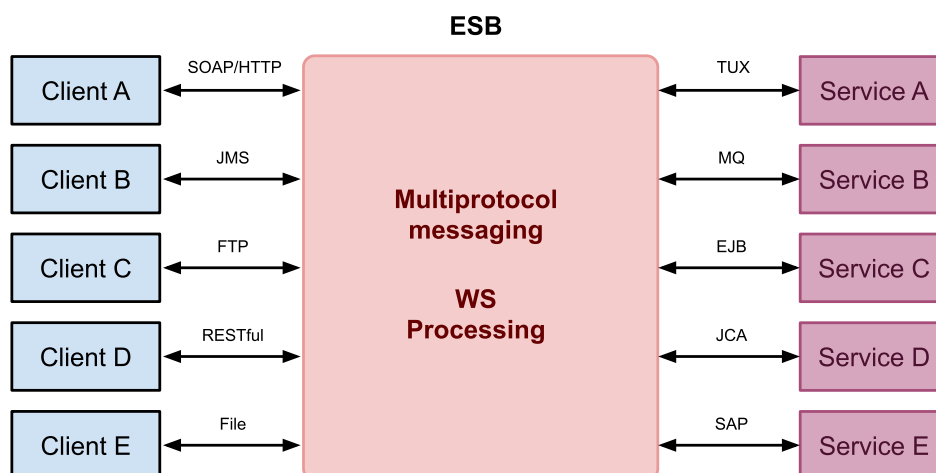 ESB
Client A
SOAP/HTTP
TUX
Service A
Client B
JMS
MQ
Service B
Multiprotocol
messaging
Client C
FTP
EJB
Service C
WS
Processing
Client D
RESTful
JCA
Service D
Client E
File
SAP
Service E